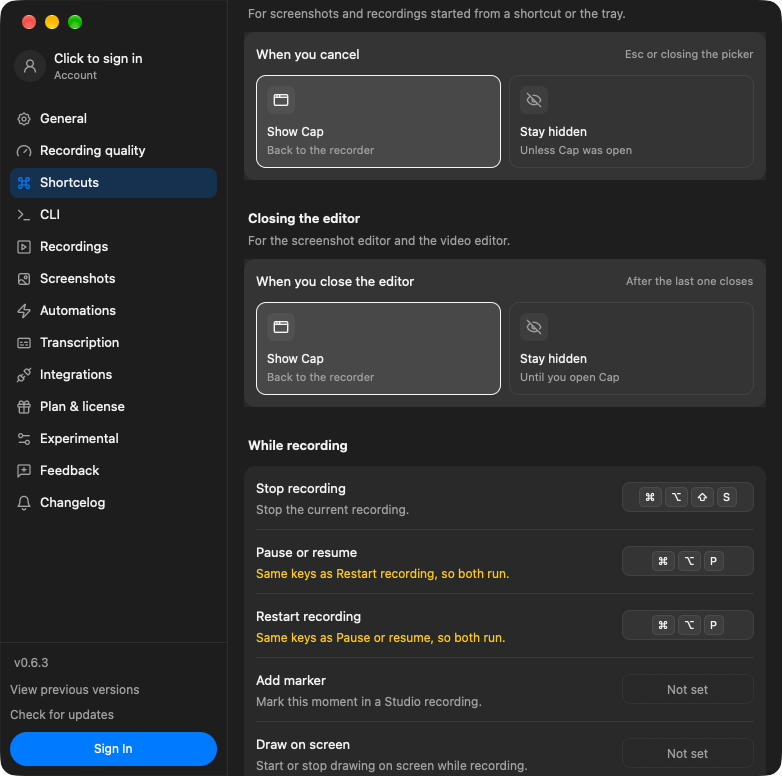 Click to sign in
Account
General
Recording quality
Shortcuts
CLI
Recordings
Screenshots
Automations
Transcription
Integrations
Plan & license
Experimental
Feedback
Changelog
v0.6.3
View previous versions
Check for updates
Sign In
For screenshots and recordings started from a shortcut or the tray.
When you cancel
Esc or closing the picker
Show Cap
Back to the recorder
Stay hidden
Unless Cap was open
Closing the editor
For the screenshot editor and the video editor.
When you close the editor
After the last one closes
Show Cap
Back to the recorder
Stay hidden
Until you open Cap
While recording
Stop recording
Stop the current recording.
⌘ ⌥ ⇧ S
Pause or resume
Same keys as Restart recording, so both run.
⌘ ⌥ P
Restart recording
Same keys as Pause or resume, so both run.
⌘ ⌥ P
Add marker
Mark this moment in a Studio recording.
Not set
Draw on screen
Start or stop drawing on screen while recording.
Not set